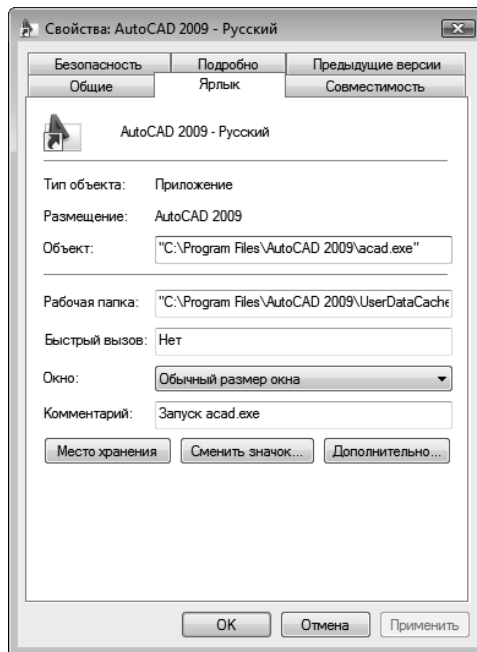 Свойства: AutoCAD 2009 - Русский
Безопасность Подробно Предыдущие версии
Общие Ярлык Совместимость
AutoCAD 2009 - Русский
Тип объекта: Приложение
Размещение: AutoCAD 2009
Объект: "C:\Program Files\AutoCAD 2009\acad.exe"
Рабочая папка: "C:\Program Files\AutoCAD 2009\UserDataCache
Быстрый вызов: Нет
Окно: Обычный размер окна
Комментарий: Запуск acad.exe
Место хранения Сменить значок... Дополнительно...
OK Отмена Применить